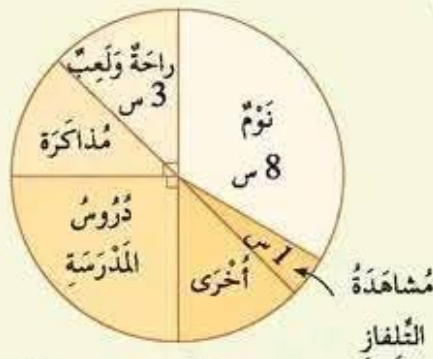 رَاحَةٌ وَلَعِبٌ
3 س
نَوْمٌ
8 س
مُذاكَرَة
دُرُوسُ
المَدْرَسَةِ
أُخْرَى
1 س
مُشاهَدَةُ
التِّلفاز